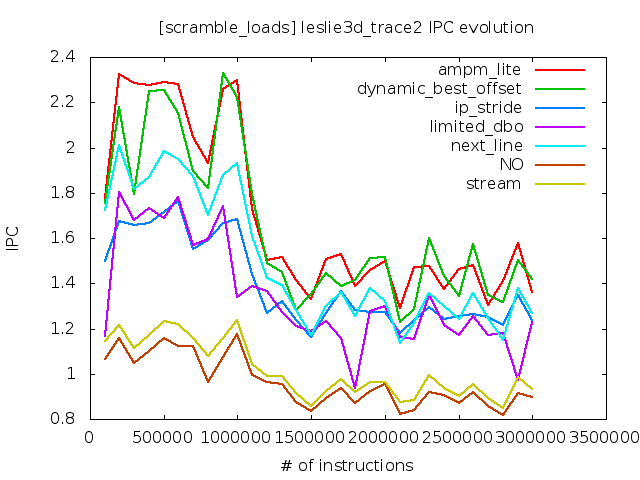 [scramble_loads] leslie3d_trace2 IPC evolution
2.4
2.2
2
1.8
1.6
1.4
1.2
1
0.8
IPC
ampm_lite
dynamic_best_offset
ip_stride
limited_dbo
next_line
NO
stream
0 500000 1000000 1500000 2000000 2500000 3000000 3500000
# of instructions